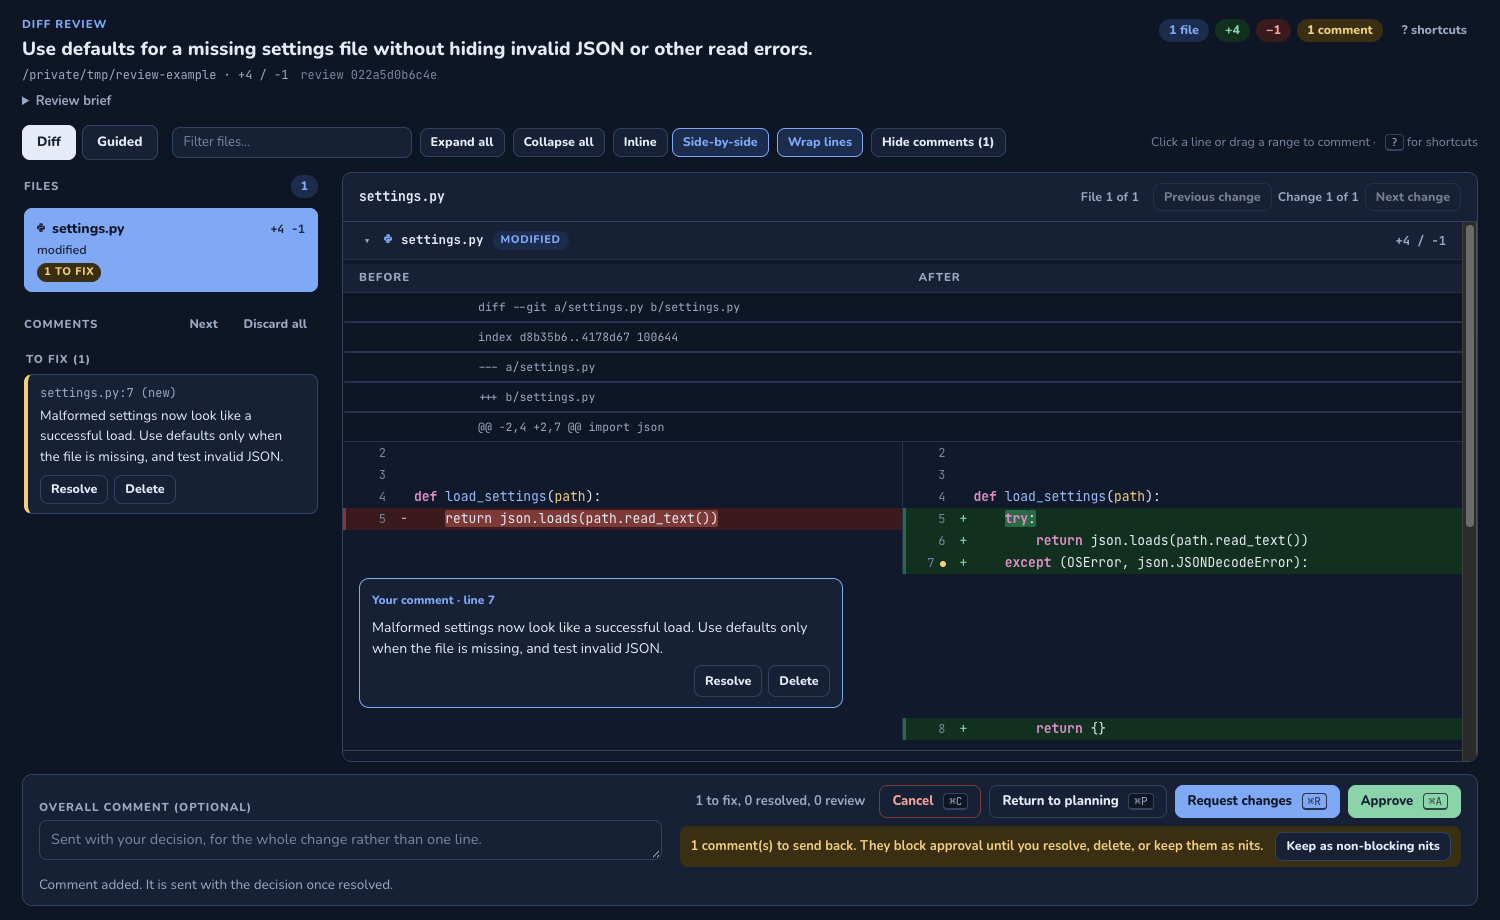 DIFF REVIEW
Use defaults for a missing settings file without hiding invalid JSON or other read errors.
/private/tmp/review-example · +4 / -1 review 022a5d0b6c4e
Review brief
1 file +4 −1 1 comment ? shortcuts
Diff Guided Filter files... Expand all Collapse all Inline Side-by-side Wrap lines Hide comments (1) Click a line or drag a range to comment · ? for shortcuts
FILES 1
settings.py +4 -1
modified
1 TO FIX
COMMENTS Next Discard all
TO FIX (1)
settings.py:7 (new)
Malformed settings now look like a
successful load. Use defaults only when
the file is missing, and test invalid JSON.
Resolve Delete
settings.py File 1 of 1 Previous change Change 1 of 1 Next change
settings.py MODIFIED +4 / -1
BEFORE AFTER
diff --git a/settings.py b/settings.py
index d8b35b6..4178d67 100644
--- a/settings.py
+++ b/settings.py
@@ -2,4 +2,7 @@ import json
2 2
3 3
4 def load_settings(path): 4 def load_settings(path):
5 - return json.loads(path.read_text()) 5 + try:
6 + return json.loads(path.read_text())
7 + except (OSError, json.JSONDecodeError):
Your comment · line 7
Malformed settings now look like a successful load. Use defaults only
when the file is missing, and test invalid JSON.
Resolve Delete
8 + return {}
OVERALL COMMENT (OPTIONAL)
Sent with your decision, for the whole change rather than one line.
Comment added. It is sent with the decision once resolved.
1 to fix, 0 resolved, 0 review Cancel ⌘C Return to planning ⌘P Request changes ⌘R Approve ⌘A
1 comment(s) to send back. They block approval until you resolve, delete, or keep them as nits. Keep as non-blocking nits